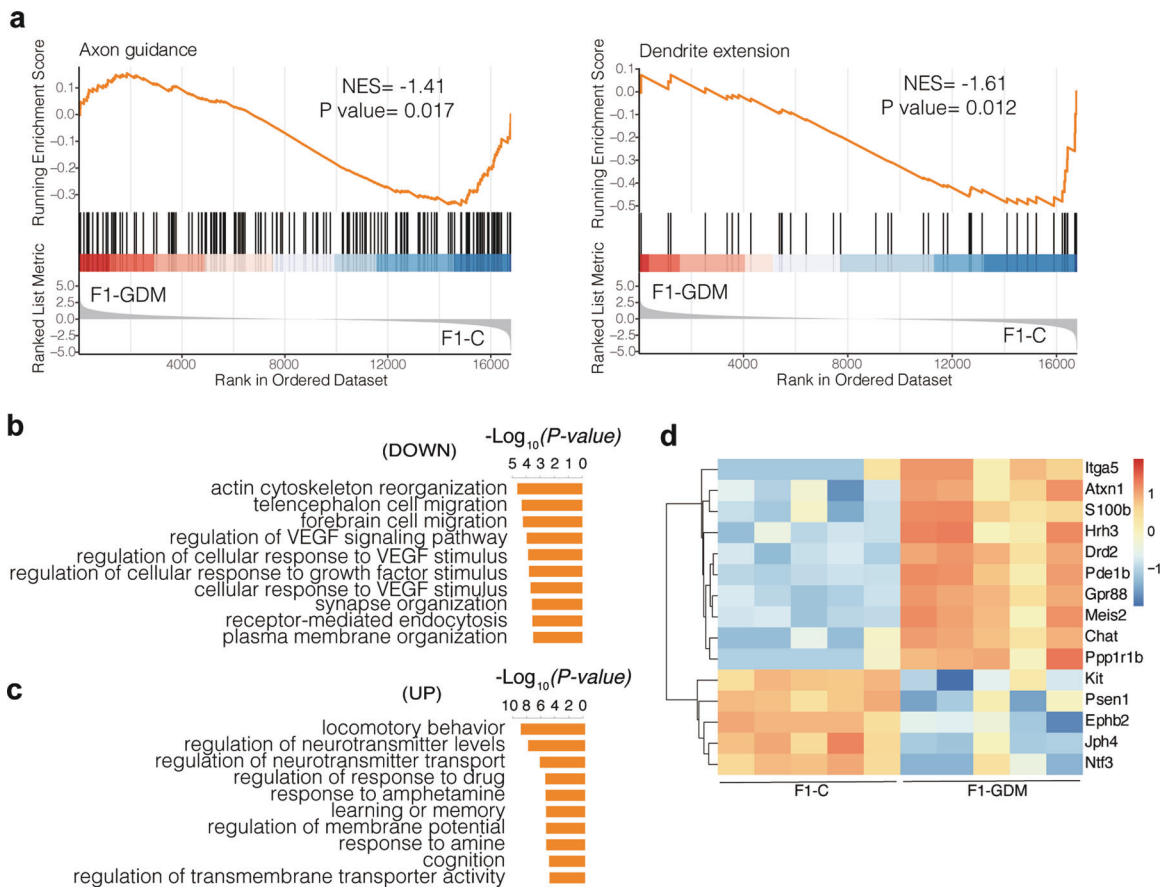 a
Axon guidance
Running Enrichment Score
0.1
0.0
−0.1
−0.2
−0.3
NES= -1.41
P value= 0.017
Ranked List Metric
5.0
2.5
0.0
−2.5
−5.0
F1-GDM
F1-C
4000
8000
12000
16000
Rank in Ordered Dataset
Dendrite extension
Running Enrichment Score
0.1
0.0
−0.1
−0.2
−0.3
−0.4
−0.5
NES= -1.61
P value= 0.012
Ranked List Metric
5.0
2.5
0.0
−2.5
−5.0
F1-GDM
F1-C
4000
8000
12000
16000
Rank in Ordered Dataset
b
(DOWN)
-Log10(P-value)
5 4 3 2 1 0
actin cytoskeleton reorganization
telencephalon cell migration
forebrain cell migration
regulation of VEGF signaling pathway
regulation of cellular response to VEGF stimulus
regulation of cellular response to growth factor stimulus
cellular response to VEGF stimulus
synapse organization
receptor-mediated endocytosis
plasma membrane organization
c
(UP)
-Log10(P-value)
10 8 6 4 2 0
locomotory behavior
regulation of neurotransmitter levels
regulation of neurotransmitter transport
regulation of response to drug
response to amphetamine
learning or memory
regulation of membrane potential
response to amine
cognition
regulation of transmembrane transporter activity
d
Itga5
Atxn1
S100b
Hrh3
Drd2
Pde1b
Gpr88
Meis2
Chat
Ppp1r1b
Kit
Psen1
Ephb2
Jph4
Ntf3
1
0
−1
F1-C
F1-GDM